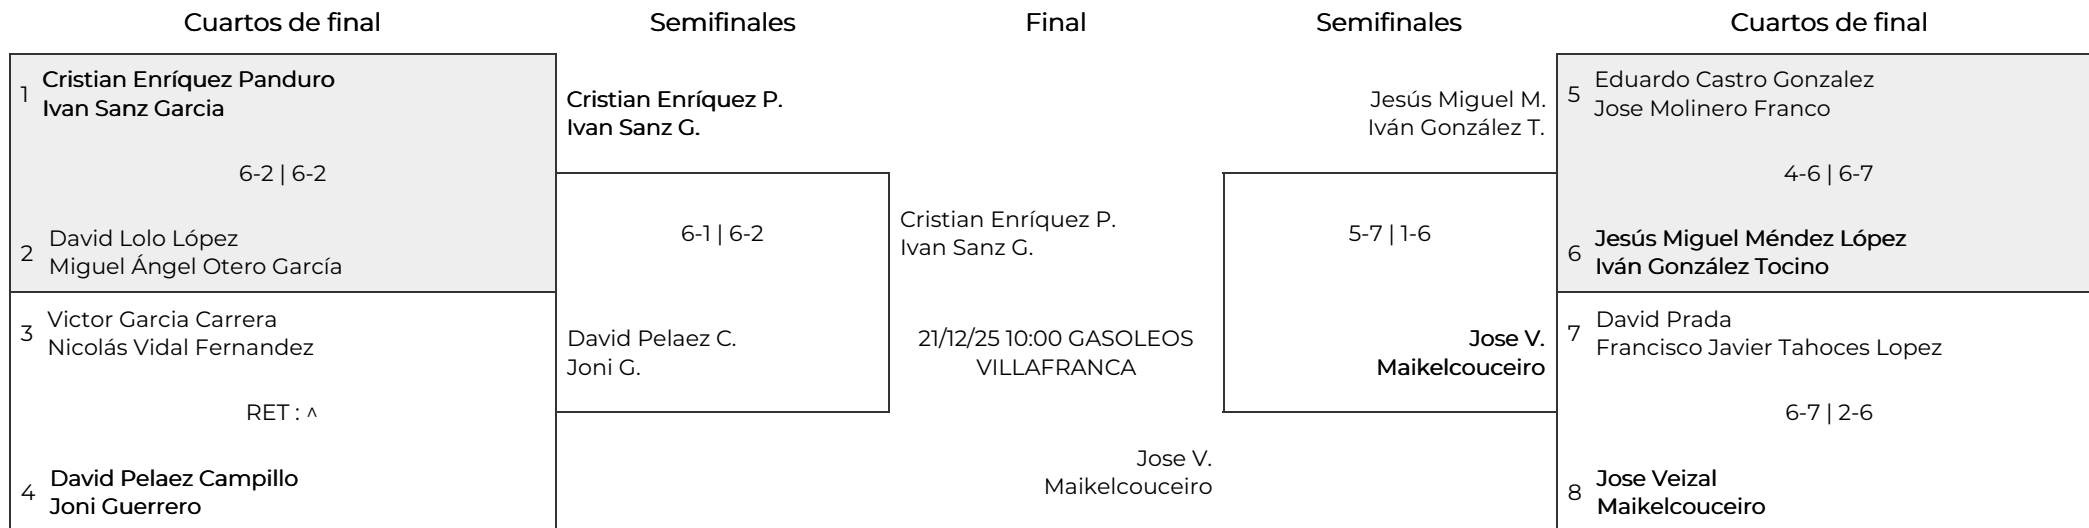 Cuartos de final
Semifinales
Final
Semifinales
Cuartos de final
1
Cristian Enríquez Panduro
Ivan Sanz Garcia
6-2 | 6-2
2
David Lolo López
Miguel Ángel Otero García
3
Victor Garcia Carrera
Nicolás Vidal Fernandez
RET : ^
4
David Pelaez Campillo
Joni Guerrero
Cristian Enríquez P.
Ivan Sanz G.
6-1 | 6-2
David Pelaez C.
Joni G.
Cristian Enríquez P.
Ivan Sanz G.
21/12/25 10:00 GASOLEOS
VILLAFRANCA
Jose V.
Maikelcouceiro
Jesús Miguel M.
Iván González T.
5-7 | 1-6
Jose V.
Maikelcouceiro
5
Eduardo Castro Gonzalez
Jose Molinero Franco
4-6 | 6-7
6
Jesús Miguel Méndez López
Iván González Tocino
7
David Prada
Francisco Javier Tahoces Lopez
6-7 | 2-6
8
Jose Veizal
Maikelcouceiro